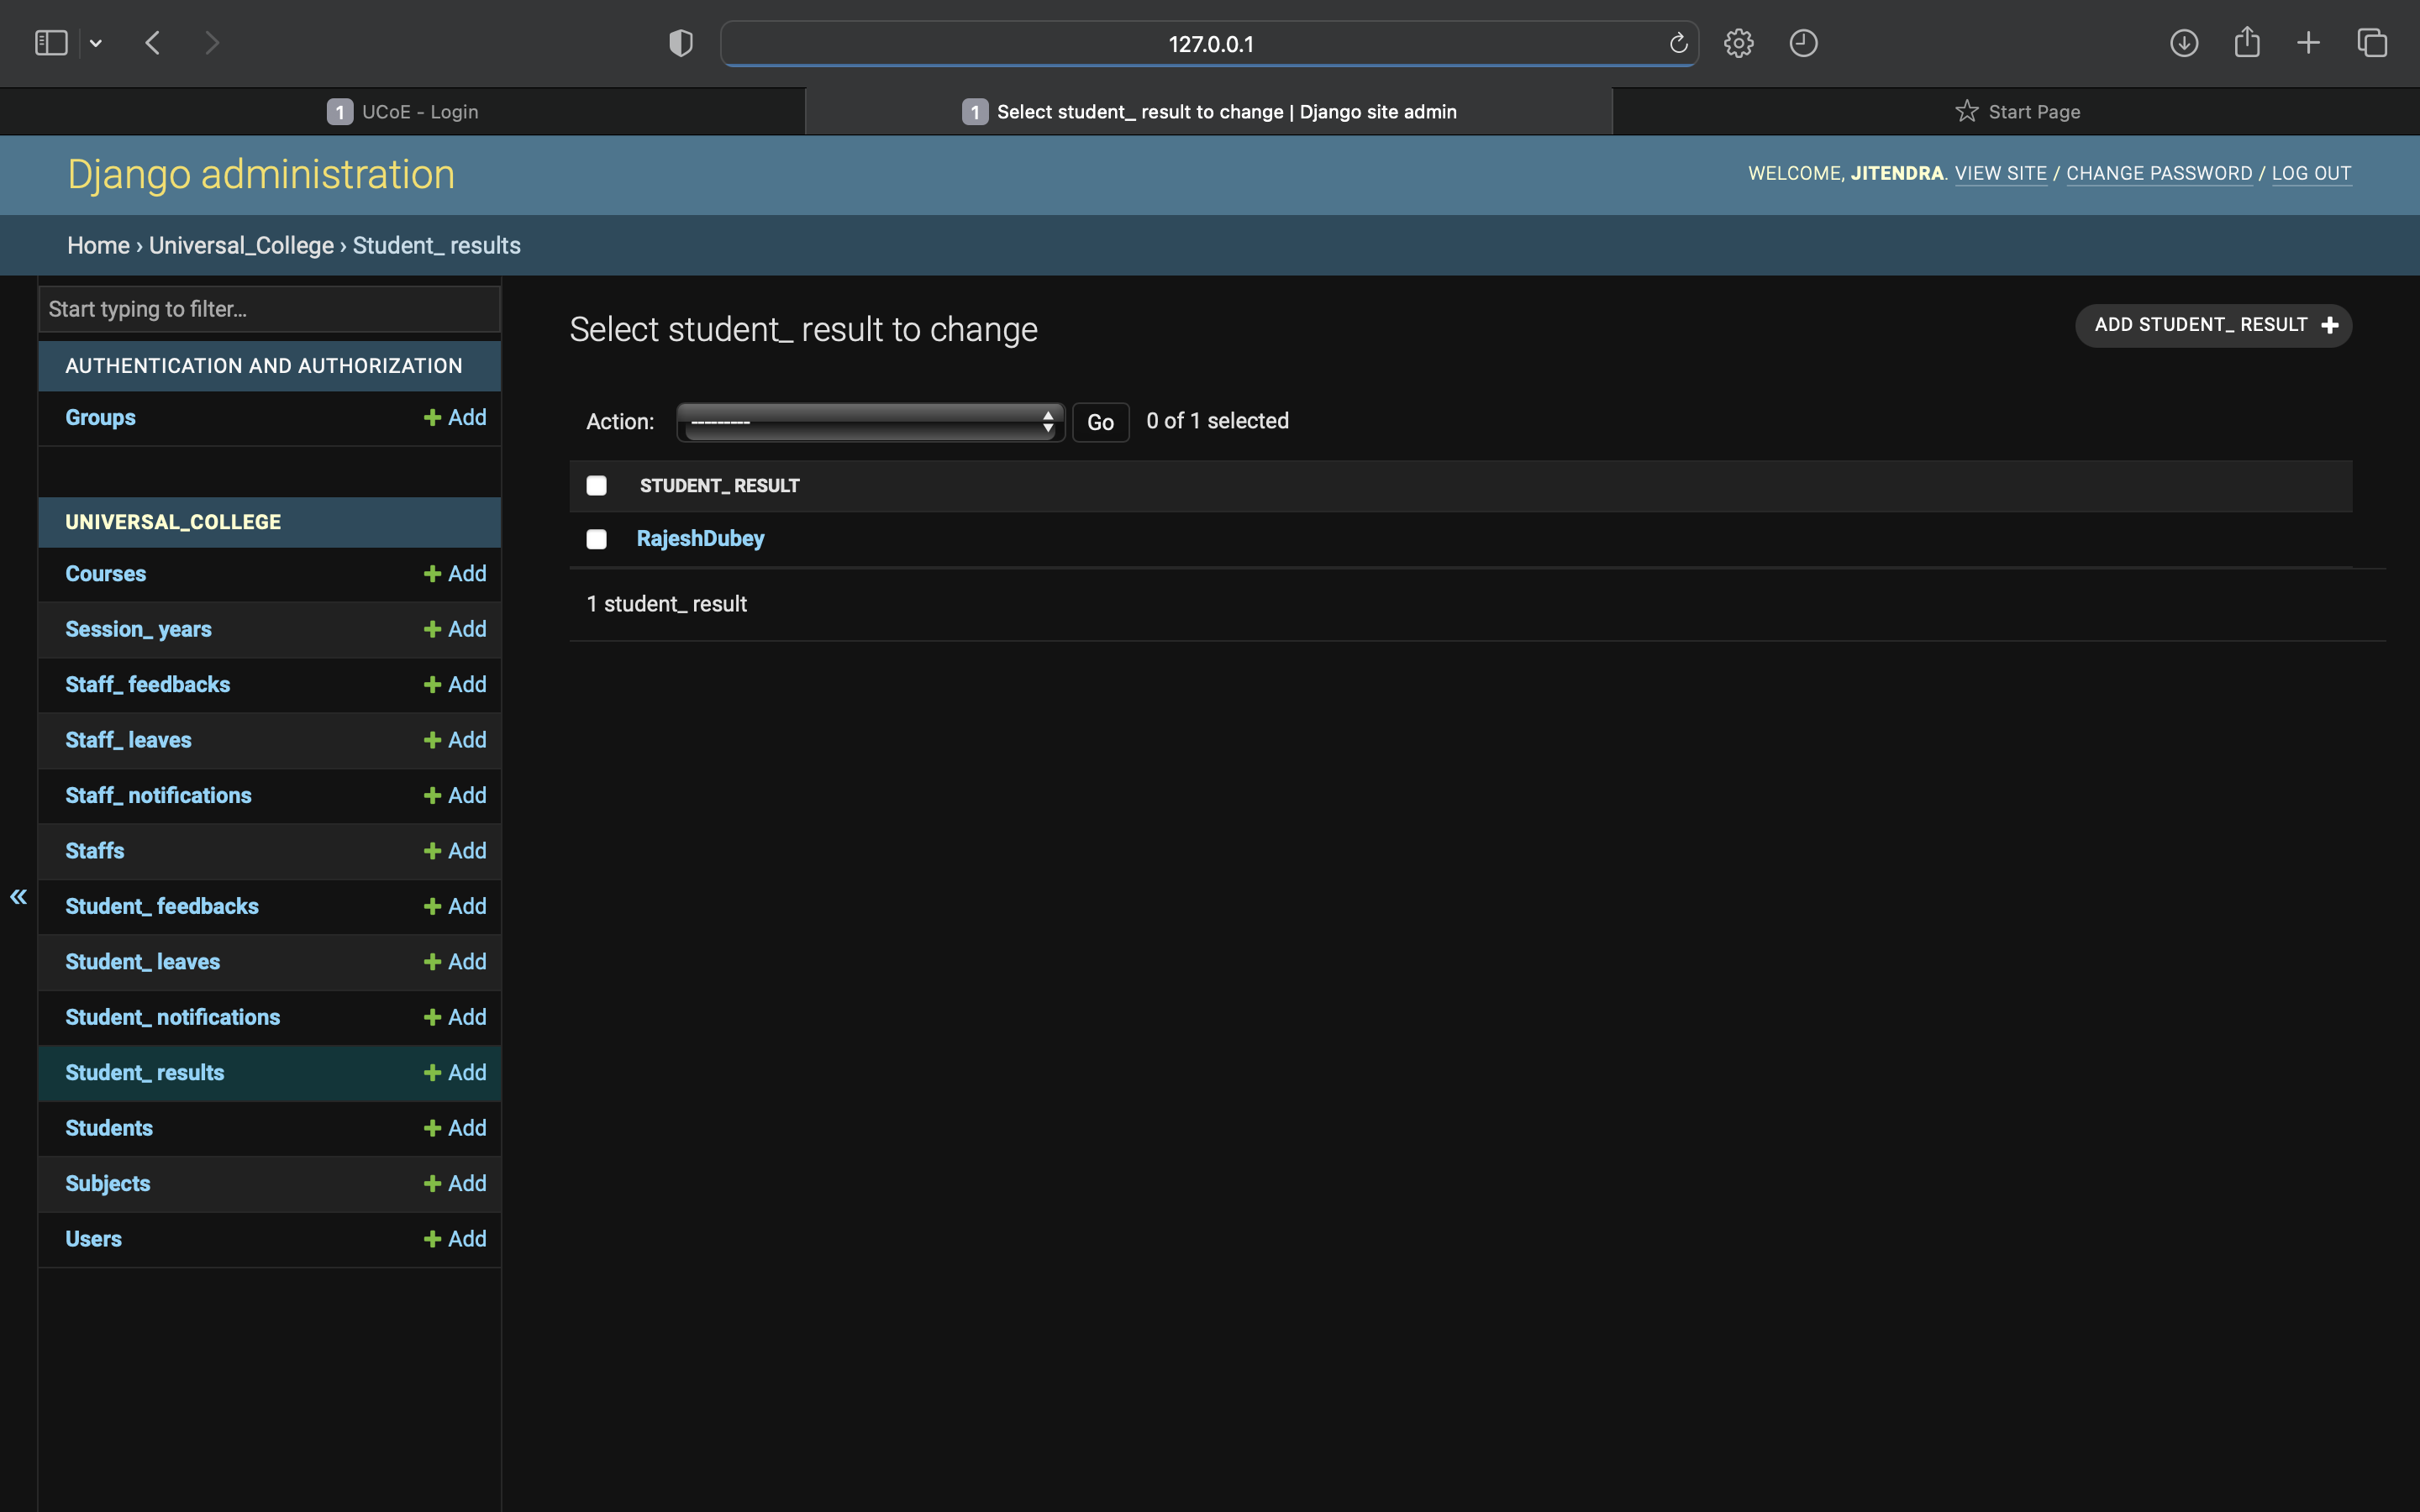 127.0.0.1
1 UCoE - Login
1 Select student_ result to change | Django site admin
Start Page
Django administration
WELCOME, JITENDRA. VIEW SITE / CHANGE PASSWORD / LOG OUT
Home › Universal_College › Student_ results
Start typing to filter...
AUTHENTICATION AND AUTHORIZATION
Groups + Add
UNIVERSAL_COLLEGE
Courses + Add
Session_ years + Add
Staff_ feedbacks + Add
Staff_ leaves + Add
Staff_ notifications + Add
Staffs + Add
«
Student_ feedbacks + Add
Student_ leaves + Add
Student_ notifications + Add
Student_ results + Add
Students + Add
Subjects + Add
Users + Add
Select student_ result to change
ADD STUDENT_ RESULT +
Action: --------- Go 0 of 1 selected
STUDENT_ RESULT
RajeshDubey
1 student_ result